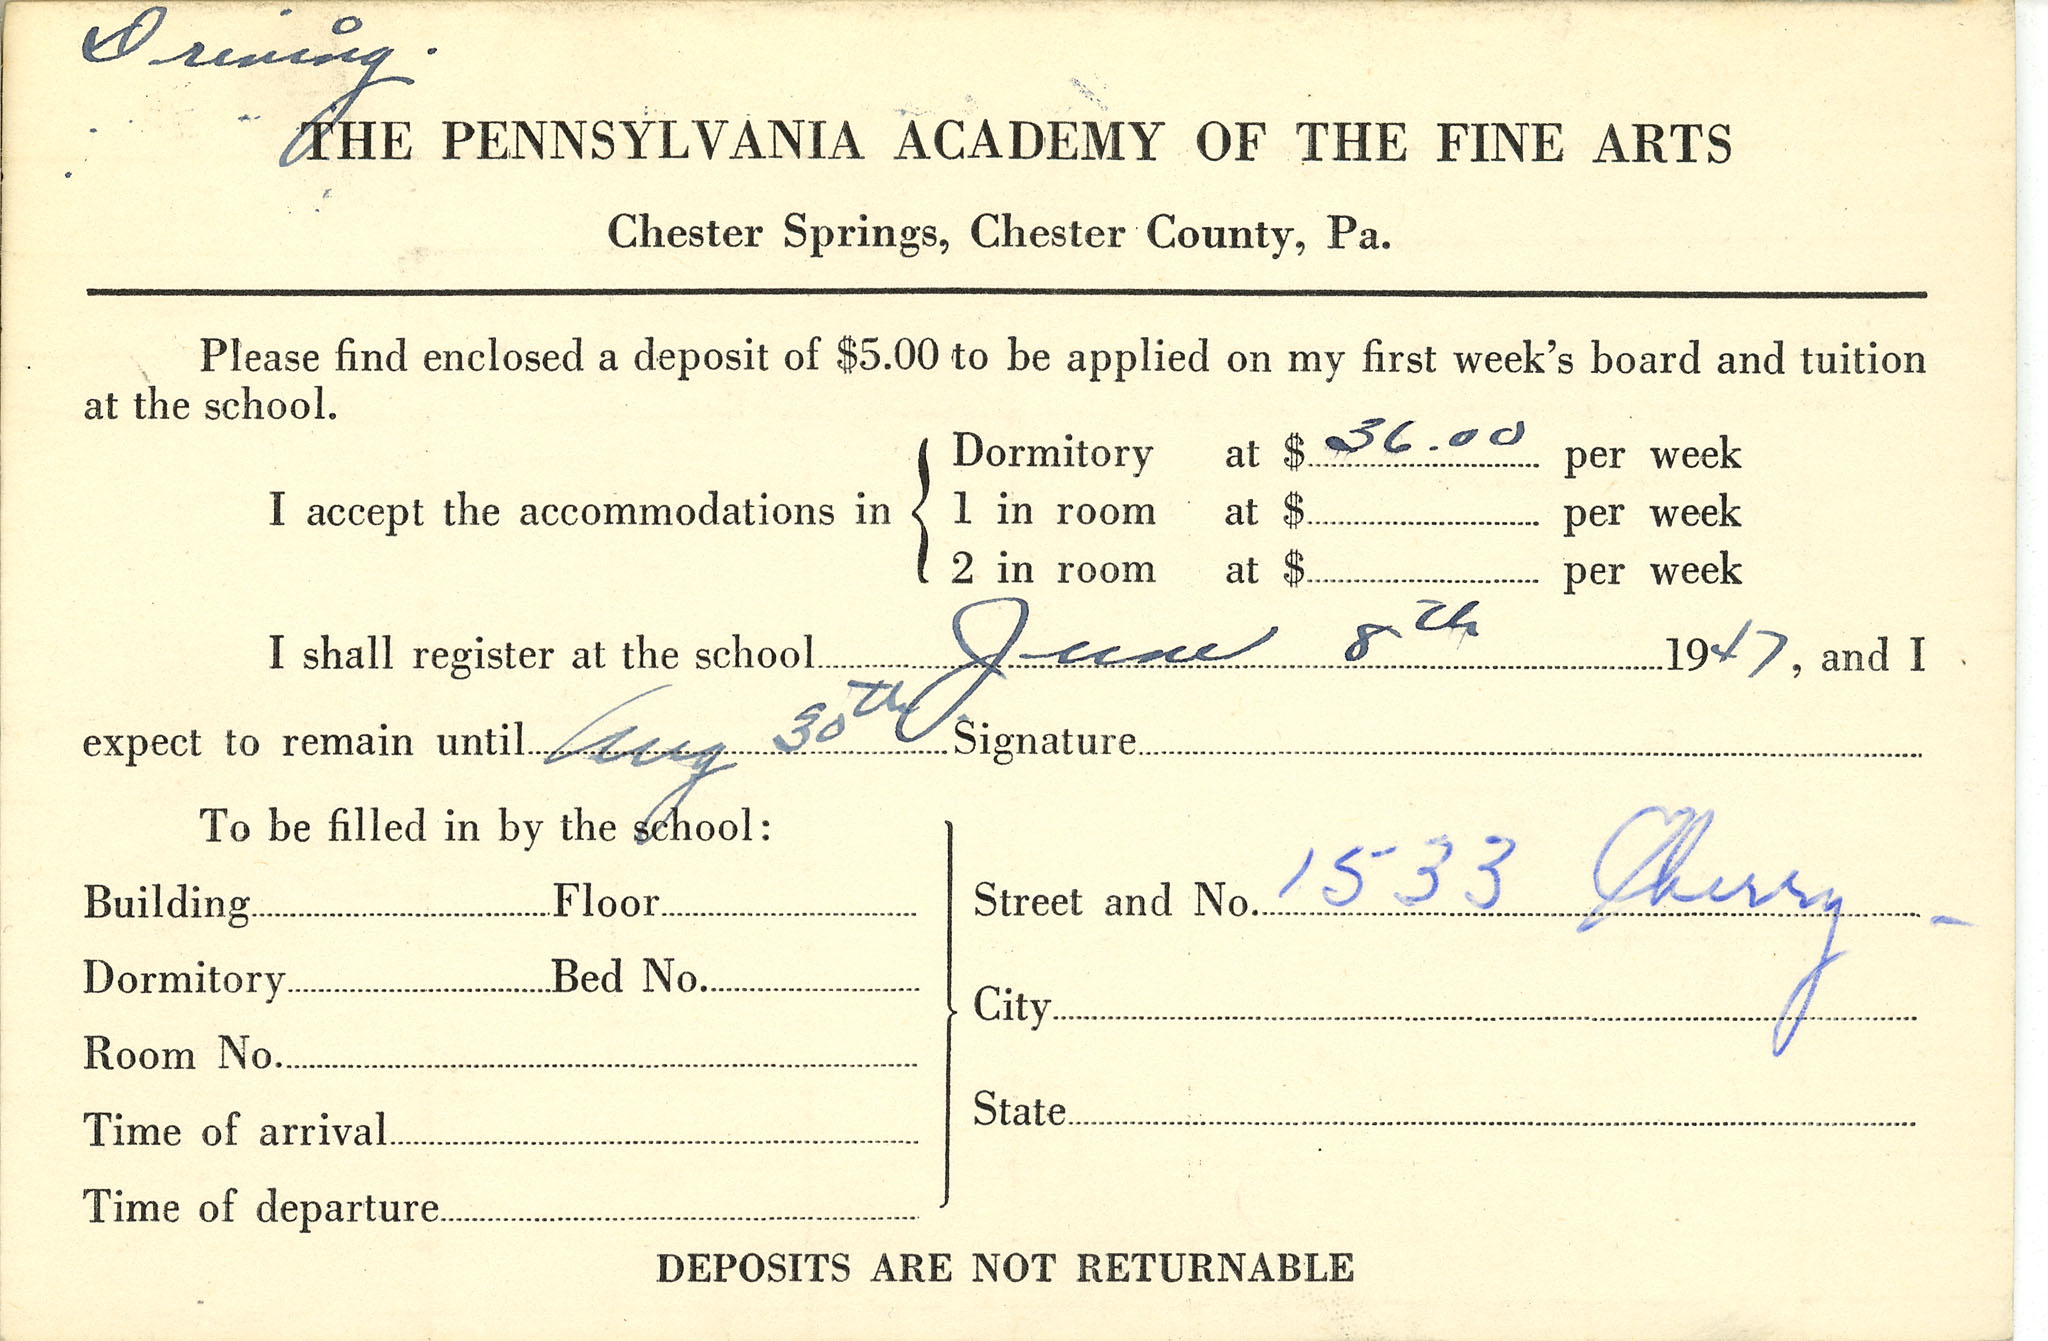 Driving.
THE PENNSYLVANIA ACADEMY OF THE FINE ARTS
Chester Springs, Chester County, Pa.
Please find enclosed a deposit of $5.00 to be applied on my first week's board and tuition
at the school.
I accept the accommodations in { Dormitory at $ 36.00 per week
1 in room at $ per week
2 in room at $ per week
I shall register at the school June 8th 1947, and I
expect to remain until Aug 30th. Signature
To be filled in by the school:
Building Floor
Dormitory Bed No.
Room No.
Time of arrival
Time of departure
Street and No. 1533 Cherry -
City
State
DEPOSITS ARE NOT RETURNABLE